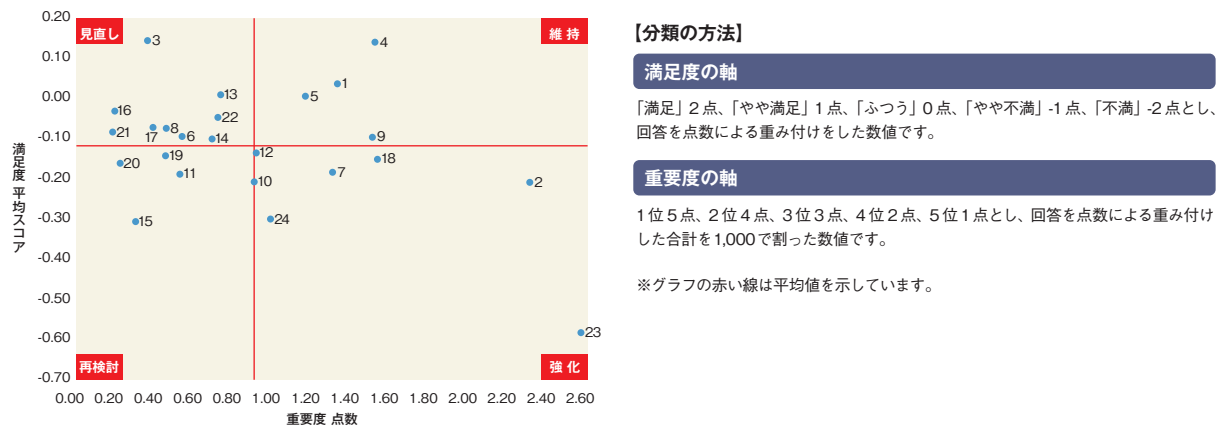 0.20
0.10
0.00
-0.10
-0.20
-0.30
-0.40
-0.50
-0.60
-0.70
満足度 平均スコア
見直し
維 持
再検討
強 化
3
4
1
5
13
22
16
21
17
8
6
14
9
12
18
19
20
11
7
10
2
15
24
23
0.00 0.20 0.40 0.60 0.80 1.00 1.20 1.40 1.60 1.80 2.00 2.20 2.40 2.60
重要度 点数
【分類の方法】
満足度の軸
「満足」2点、「やや満足」1点、「ふつう」0点、「やや不満」-1点、「不満」-2点とし、
回答を点数による重み付けをした数値です。
重要度の軸
1位5点、2位4点、3位3点、4位2点、5位1点とし、回答を点数による重み付け
した合計を1,000で割った数値です。
※グラフの赤い線は平均値を示しています。